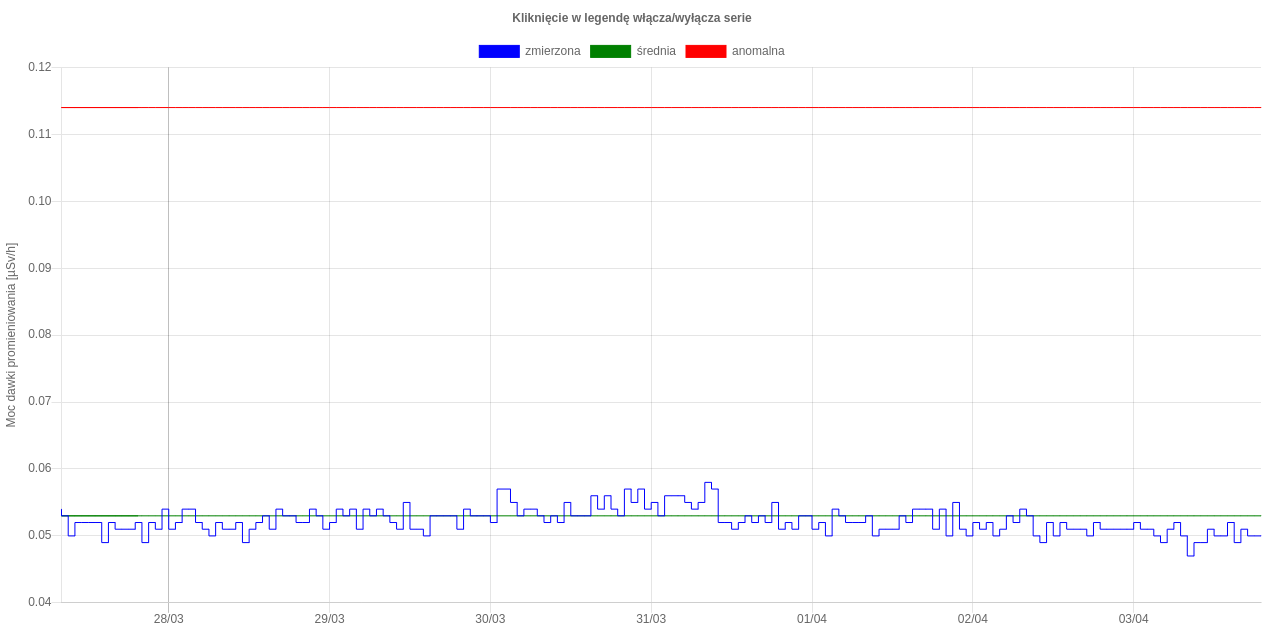 Kliknięcie w legendę włącza/wyłącza serie
zmierzona średnia anomalna
Moc dawki promieniowania [µSv/h]
0.12
0.11
0.10
0.09
0.08
0.07
0.06
0.05
0.04
28/03 29/03 30/03 31/03 01/04 02/04 03/04